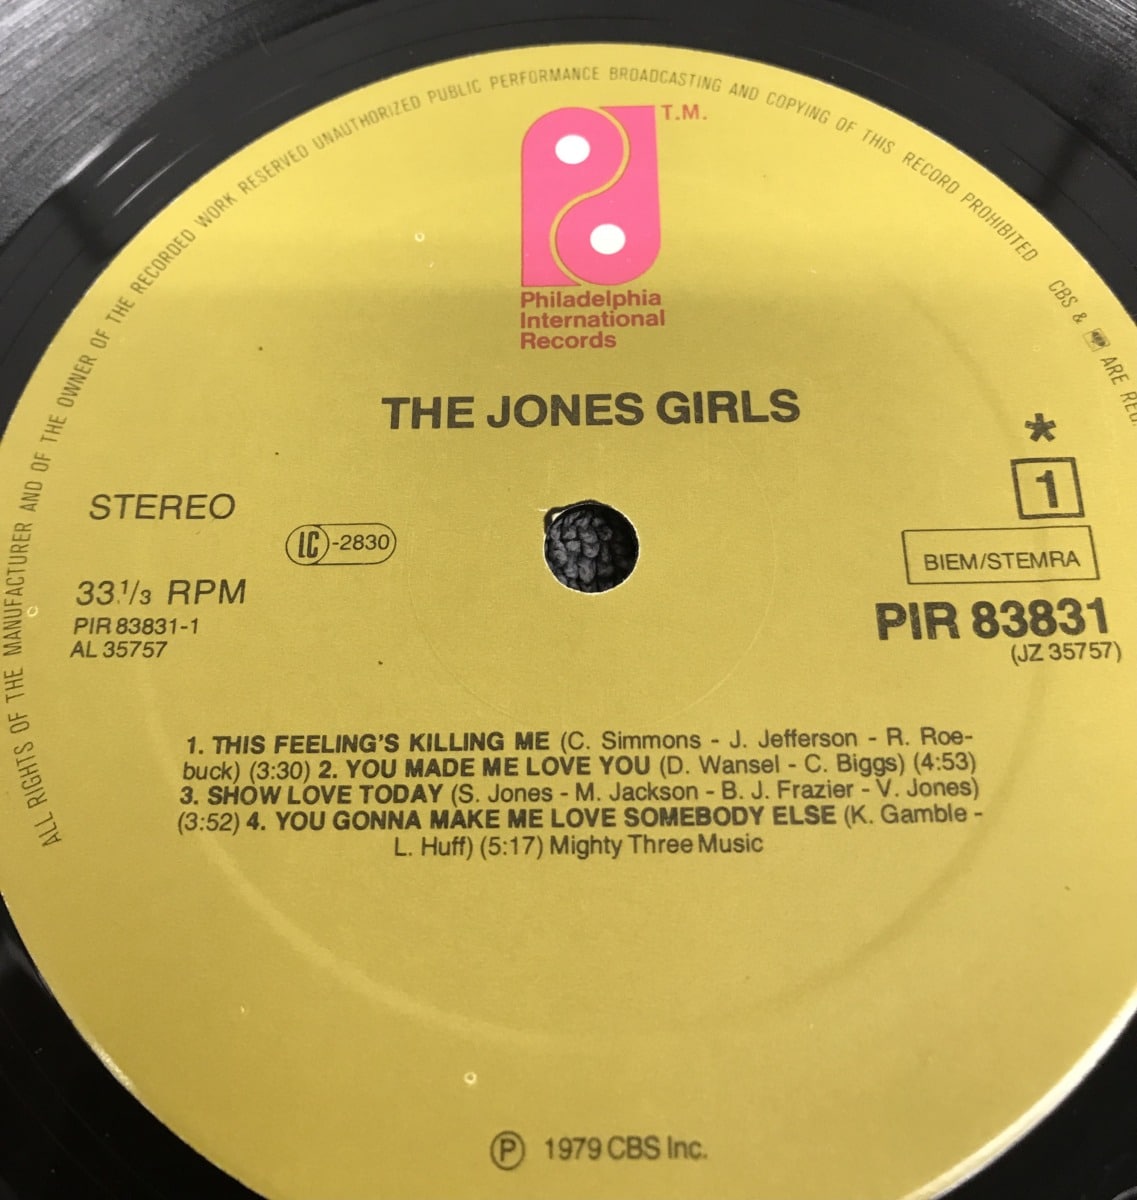 ALL RIGHTS OF THE MANUFACTURER AND OF THE OWNER OF THE RECORDED WORK RESERVED UNAUTHORIZED PUBLIC PERFORMANCE BROADCASTING AND COPYING OF THIS RECORD PROHIBITED CBS & ARE REG.
T.M.
Philadelphia
International
Records
THE JONES GIRLS
*
STEREO
1
LC-2830
BIEM/STEMRA
33.1/3 RPM
PIR 83831
PIR 83831-1
(JZ 35757)
AL 35757
1. THIS FEELING'S KILLING ME (C. Simmons - J. Jefferson - R. Roe-
buck) (3:30) 2. YOU MADE ME LOVE YOU (D. Wansel - C. Biggs) (4:53)
3. SHOW LOVE TODAY (S. Jones - M. Jackson - B. J. Frazier - V. Jones)
(3:52) 4. YOU GONNA MAKE ME LOVE SOMEBODY ELSE (K. Gamble -
L. Huff) (5:17) Mighty Three Music
Ⓟ 1979 CBS Inc.